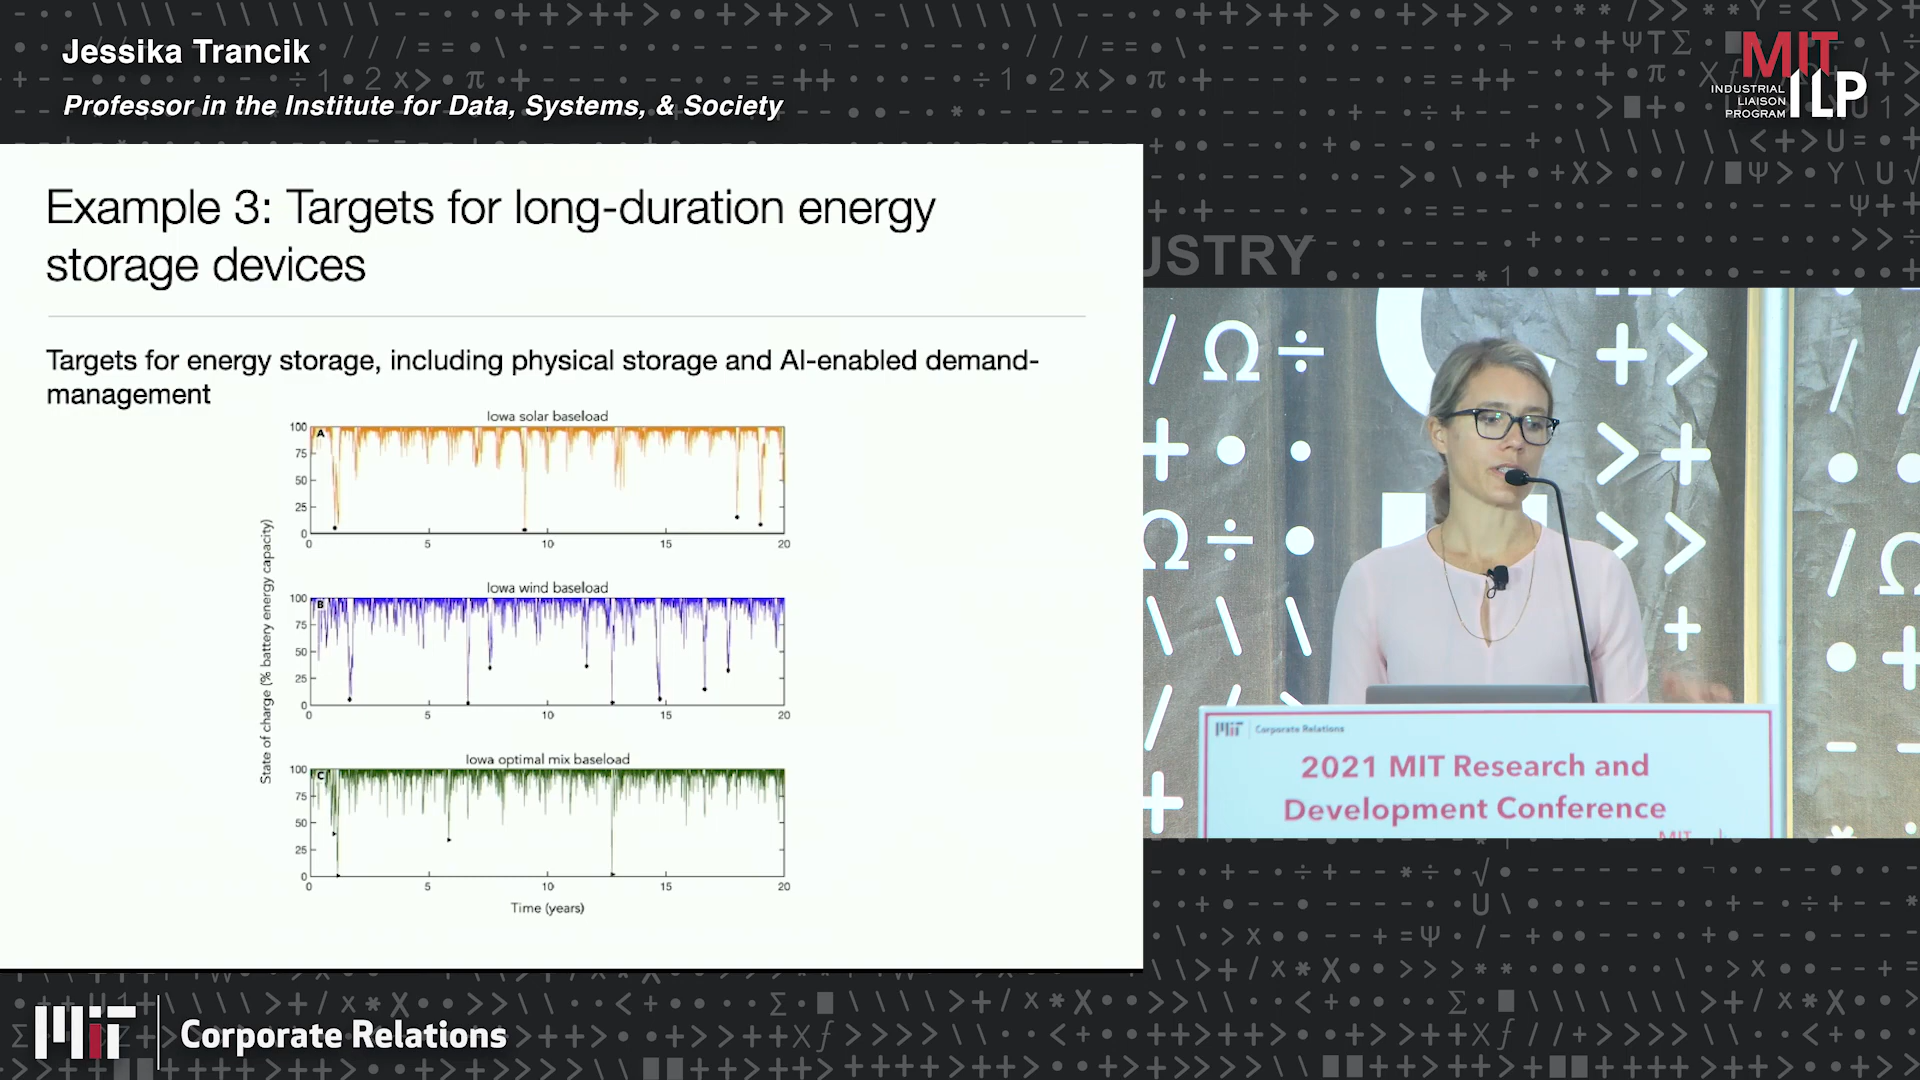 Jessika Trancik
Professor in the Institute for Data, Systems, & Society
MIT
ILP
INDUSTRIAL
LIAISON
PROGRAM
USTRY
Example 3: Targets for long-duration energy
storage devices
Targets for energy storage, including physical storage and AI-enabled demand-
management
State of charge (% battery energy capacity)
Iowa solar baseload
A
100
75
50
25
0
0 5 10 15 20
Iowa wind baseload
B
100
75
50
25
0
0 5 10 15 20
Iowa optimal mix baseload
C
100
75
50
25
0
0 5 10 15 20
Time (years)
MIT Corporate Relations
2021 MIT Research and
Development Conference
MIT
MIT Corporate Relations